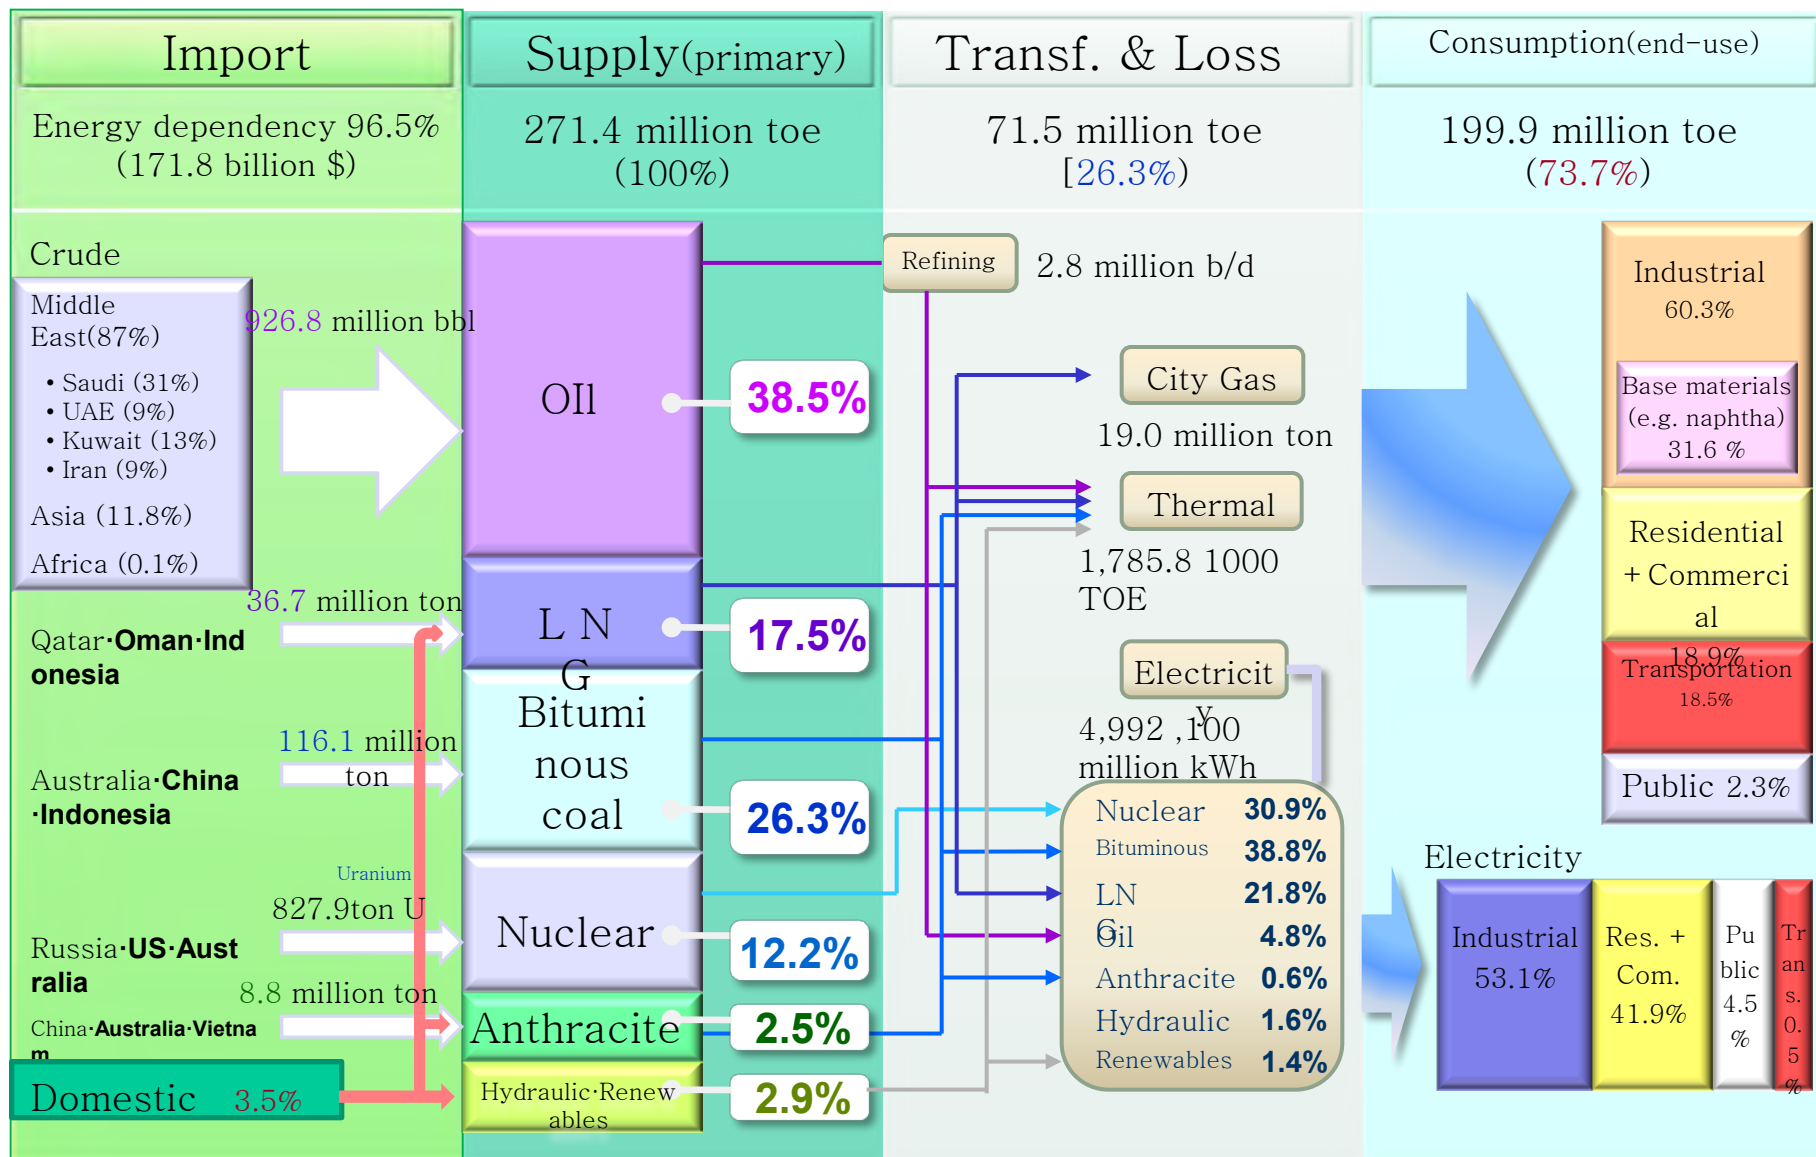 Import
Energy dependency 96.5%
(171.8 billion $)
Crude
Middle
East(87%)
• Saudi (31%)
• UAE (9%)
• Kuwait (13%)
• Iran (9%)
Asia (11.8%)
Africa (0.1%)
926.8 million bbl
36.7 million ton
Qatar·Oman·Ind
onesia
116.1 million
ton
Australia·China
·Indonesia
Uranium
827.9ton U
Russia·US·Aust
ralia
8.8 million ton
China·Australia·Vietna
m
Domestic 3.5%
Supply(primary)
271.4 million toe
(100%)
OIl
38.5%
L N
G
17.5%
Bitumi
nous
coal
26.3%
Nuclear
12.2%
Anthracite
2.5%
Hydraulic·Renew
ables
2.9%
Transf. & Loss
71.5 million toe
[26.3%)
Refining
2.8 million b/d
City Gas
19.0 million ton
Thermal
1,785.8 1000
TOE
Electricit
y
4,992 ,100
million kWh
Nuclear 30.9%
Bituminous 38.8%
LN
G
21.8%
Oil 4.8%
Anthracite 0.6%
Hydraulic 1.6%
Renewables 1.4%
Consumption(end-use)
199.9 million toe
(73.7%)
Industrial
60.3%
Base materials
(e.g. naphtha)
31.6 %
Residential
+ Commerci
al
18.9%
Transportation
18.5%
Public 2.3%
Electricity
Industrial
53.1%
Res. +
Com.
41.9%
Pu
blic
4.5
%
Tr
an
s.
0.
5
%